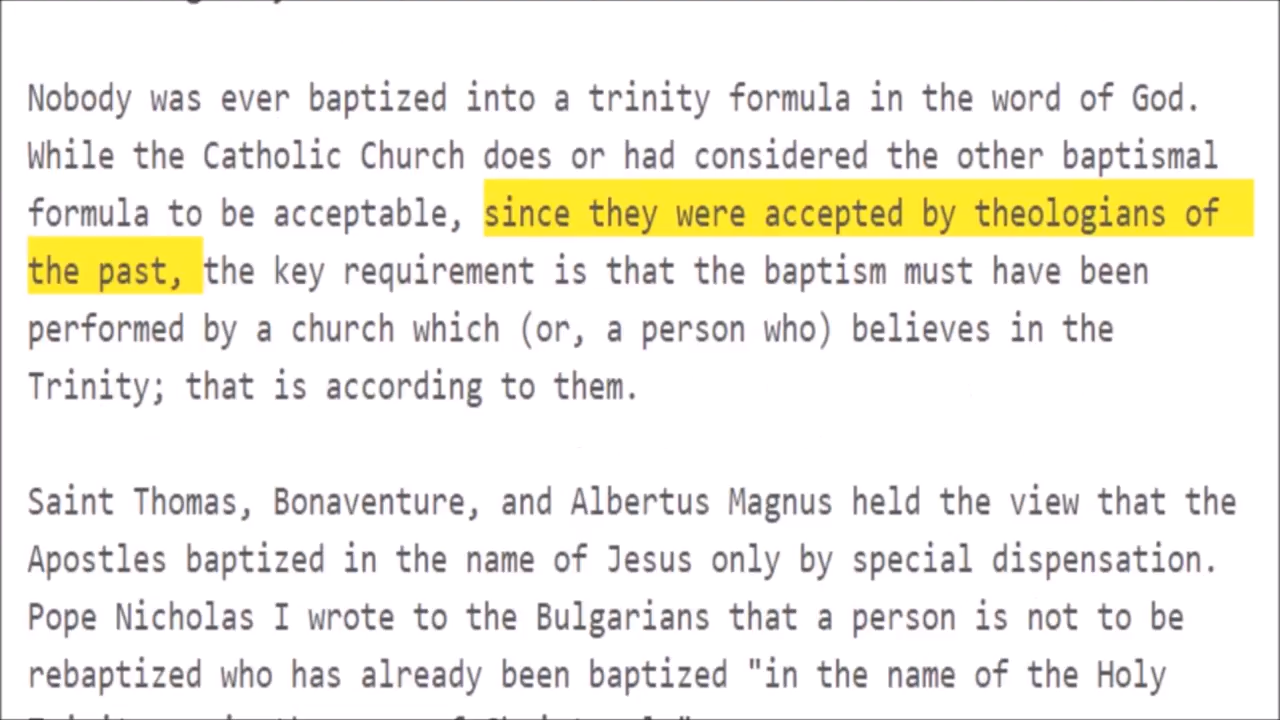 Nobody was ever baptized into a trinity formula in the word of God.
While the Catholic Church does or had considered the other baptismal
formula to be acceptable, since they were accepted by theologians of
the past, the key requirement is that the baptism must have been
performed by a church which (or, a person who) believes in the
Trinity; that is according to them.
Saint Thomas, Bonaventure, and Albertus Magnus held the view that the
Apostles baptized in the name of Jesus only by special dispensation.
Pope Nicholas I wrote to the Bulgarians that a person is not to be
rebaptized who has already been baptized "in the name of the Holy